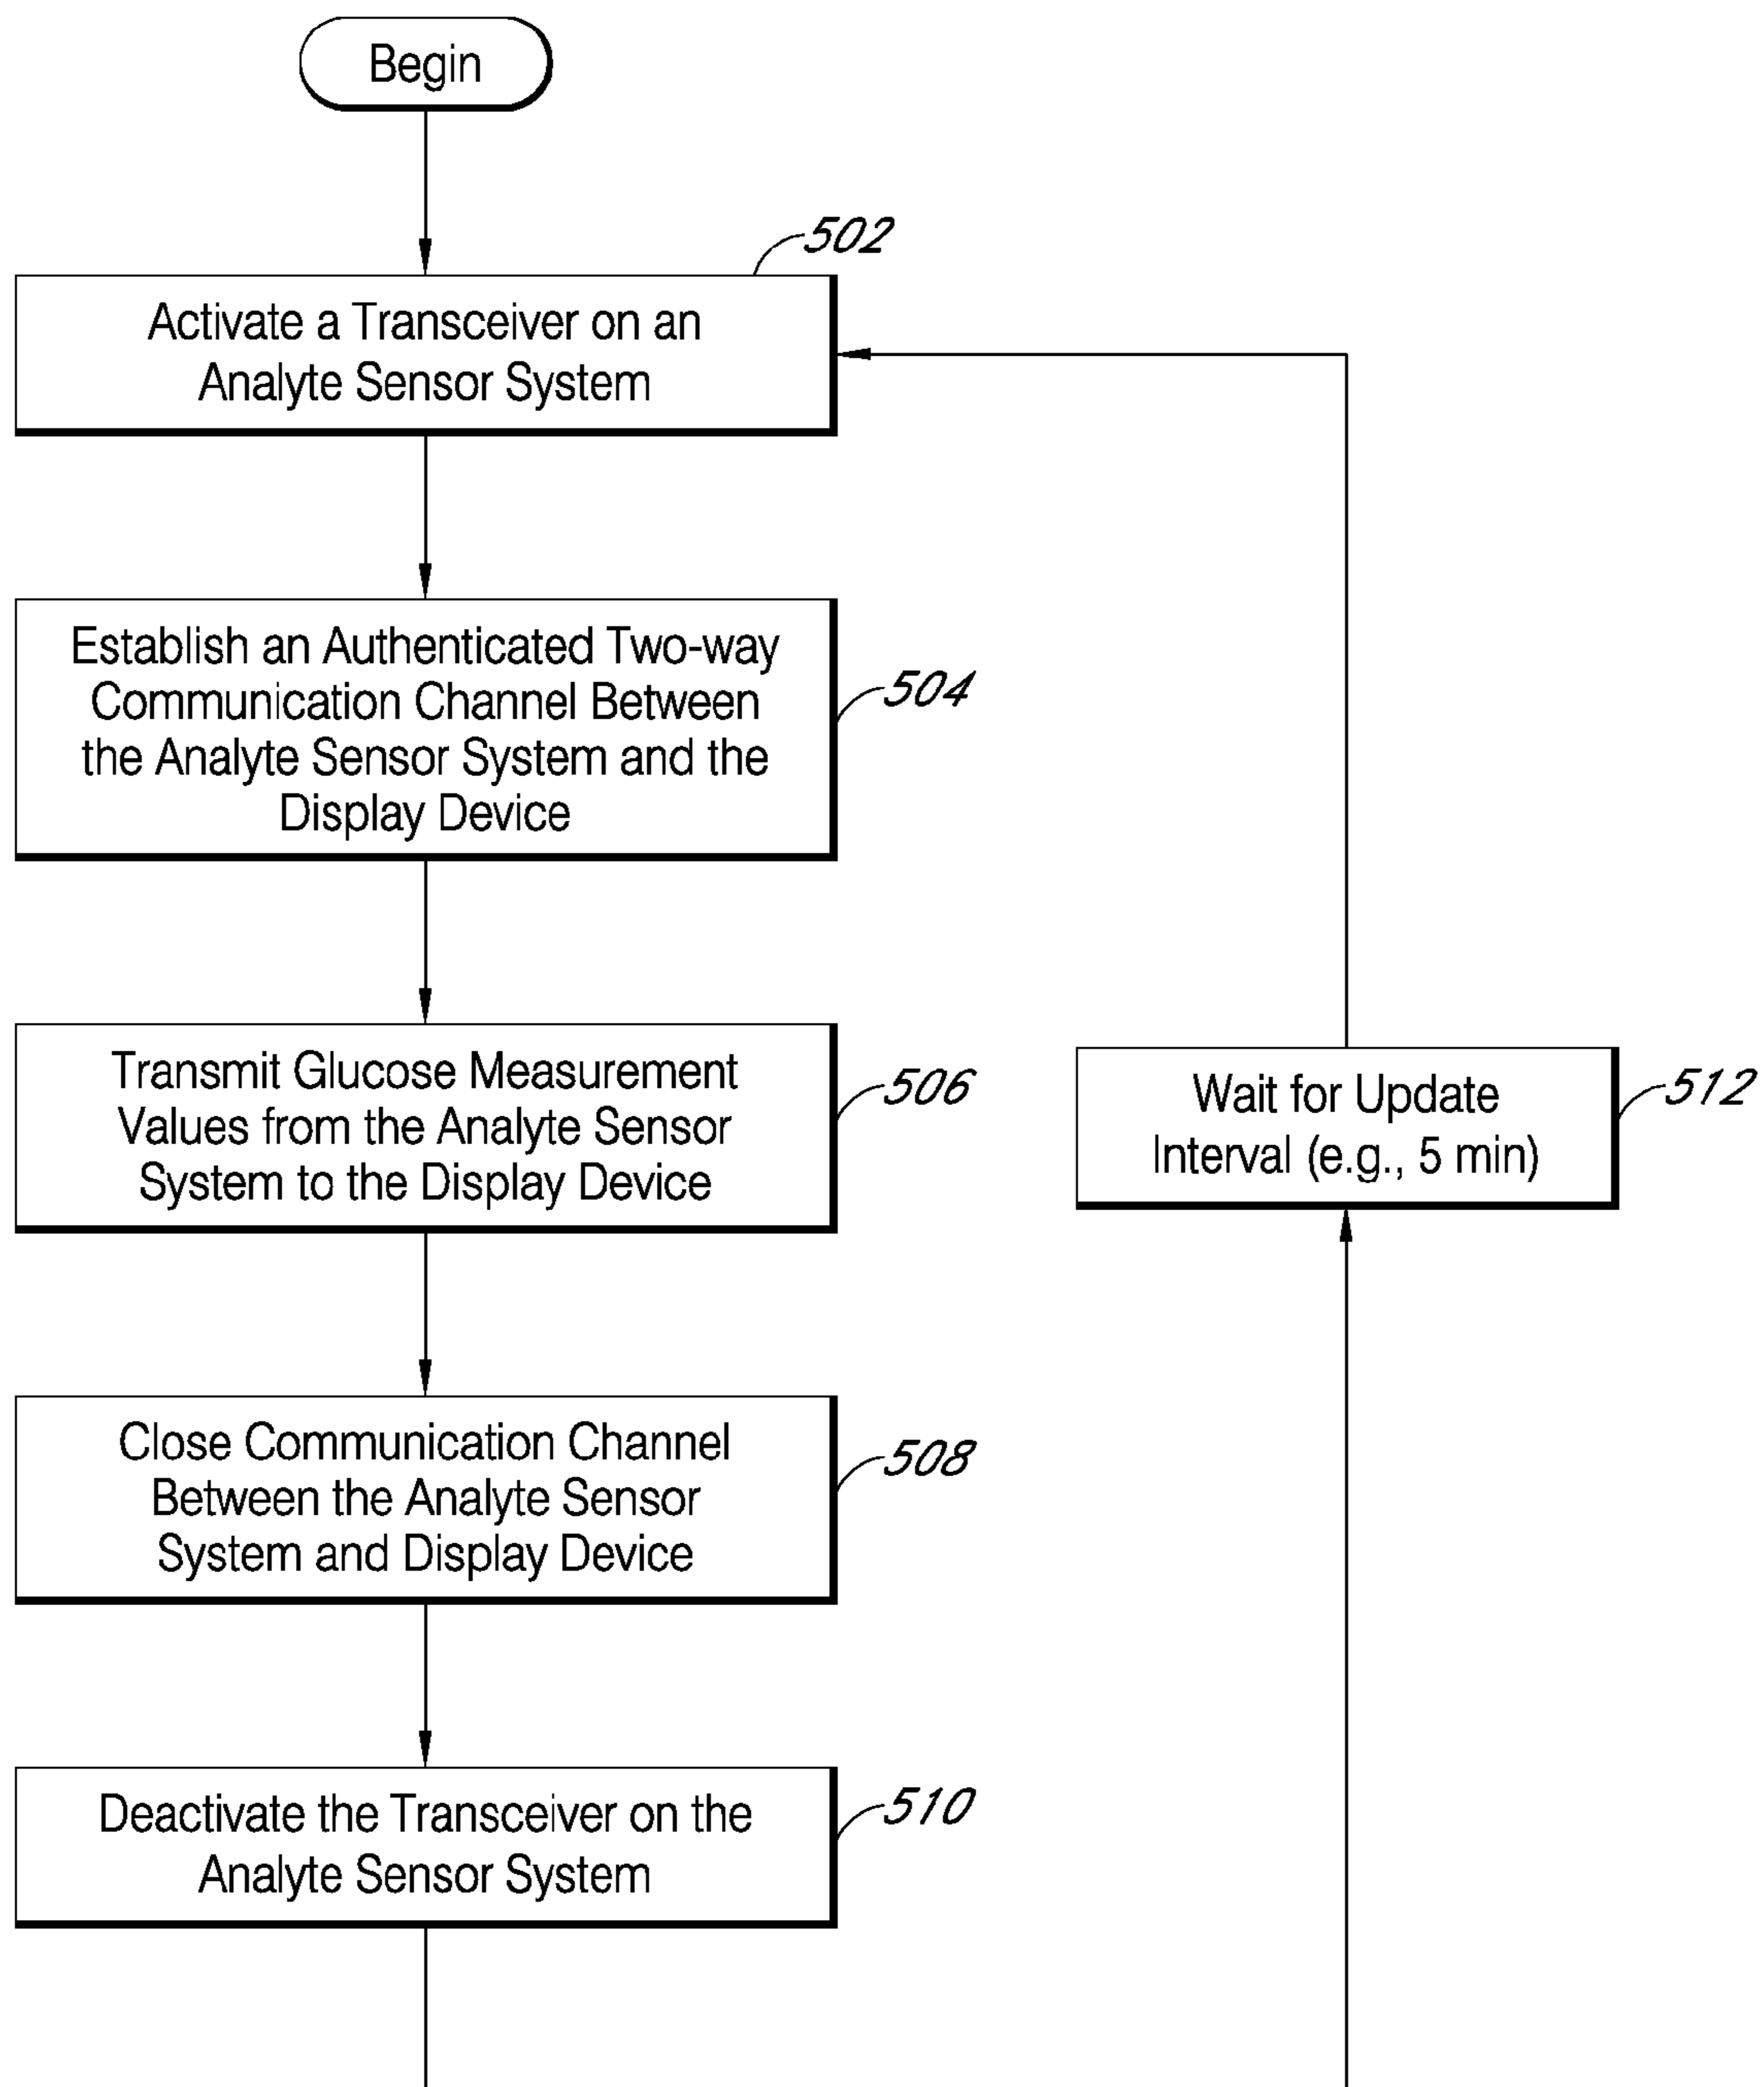 Begin
502
Activate a Transceiver on an
Analyte Sensor System
Establish an Authenticated Two-way
Communication Channel Between
the Analyte Sensor System and the
Display Device
504
Transmit Glucose Measurement
Values from the Analyte Sensor
System to the Display Device
506
Wait for Update
Interval (e.g., 5 min)
512
Close Communication Channel
Between the Analyte Sensor
System and Display Device
508
Deactivate the Transceiver on the
Analyte Sensor System
510